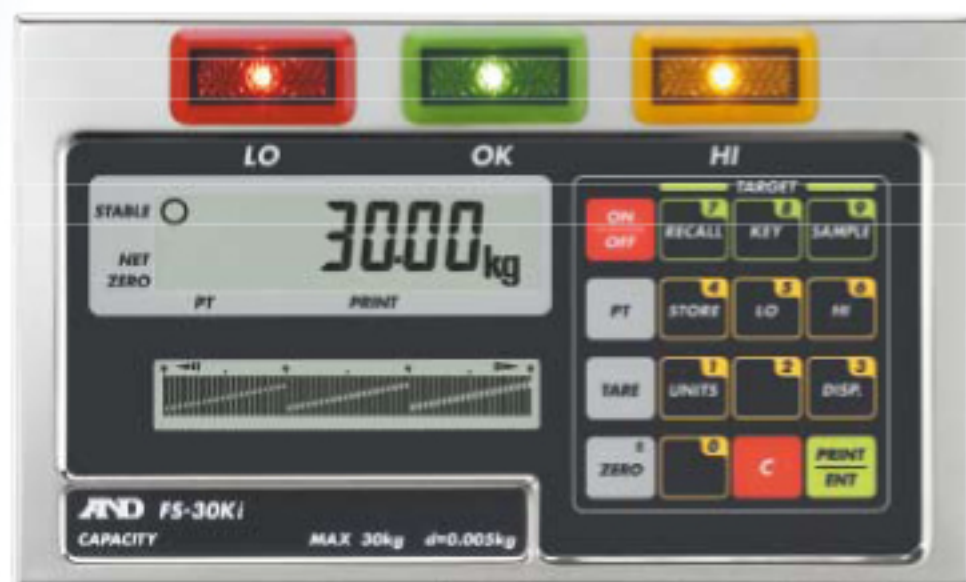 LO OK HI
STABLE
30.00 kg
NET
ZERO
PT PRINT
TARGET
ON OFF
7 RECALL
8 KEY
9 SAMPLE
PT
4 STORE
5 LO
6 HI
TARE
1 UNITS
2
3 DISP.
ZERO
0
C
PRINT
ENT
AND FS-30Ki
CAPACITY MAX 30kg d=0.005kg